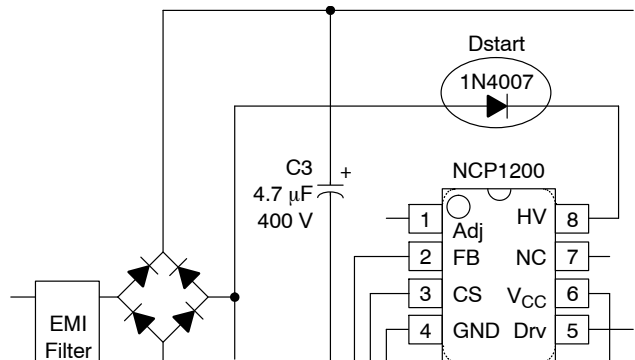 Dstart
1N4007
C3
+
4.7 μF
400 V
NCP1200
1
Adj
HV
8
2
FB
NC
7
3
CS
VCC
6
4
GND
Drv
5
EMI
Filter